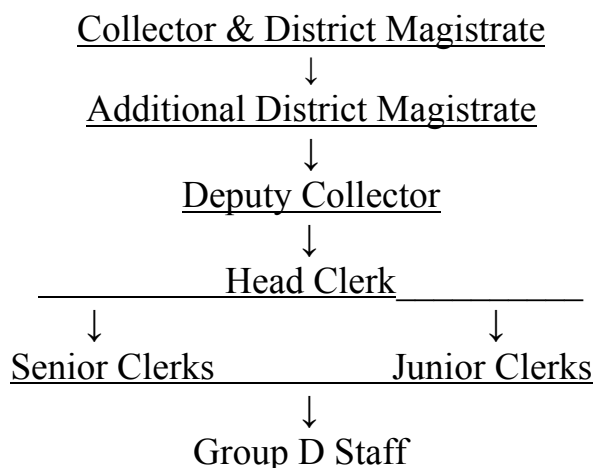 Collector & District Magistrate
↓
Additional District Magistrate
↓
Deputy Collector
↓
Head Clerk
↓ ↓
Senior Clerks Junior Clerks
↓
Group D Staff